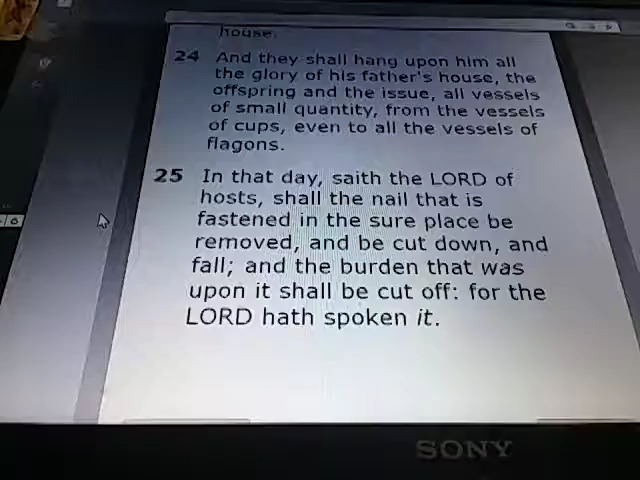 house.
24 And they shall hang upon him all
the glory of his father's house, the
offspring and the issue, all vessels
of small quantity, from the vessels
of cups, even to all the vessels of
flagons.
25 In that day, saith the LORD of
hosts, shall the nail that is
fastened in the sure place be
removed, and be cut down, and
fall; and the burden that was
upon it shall be cut off: for the
LORD hath spoken it.
SONY